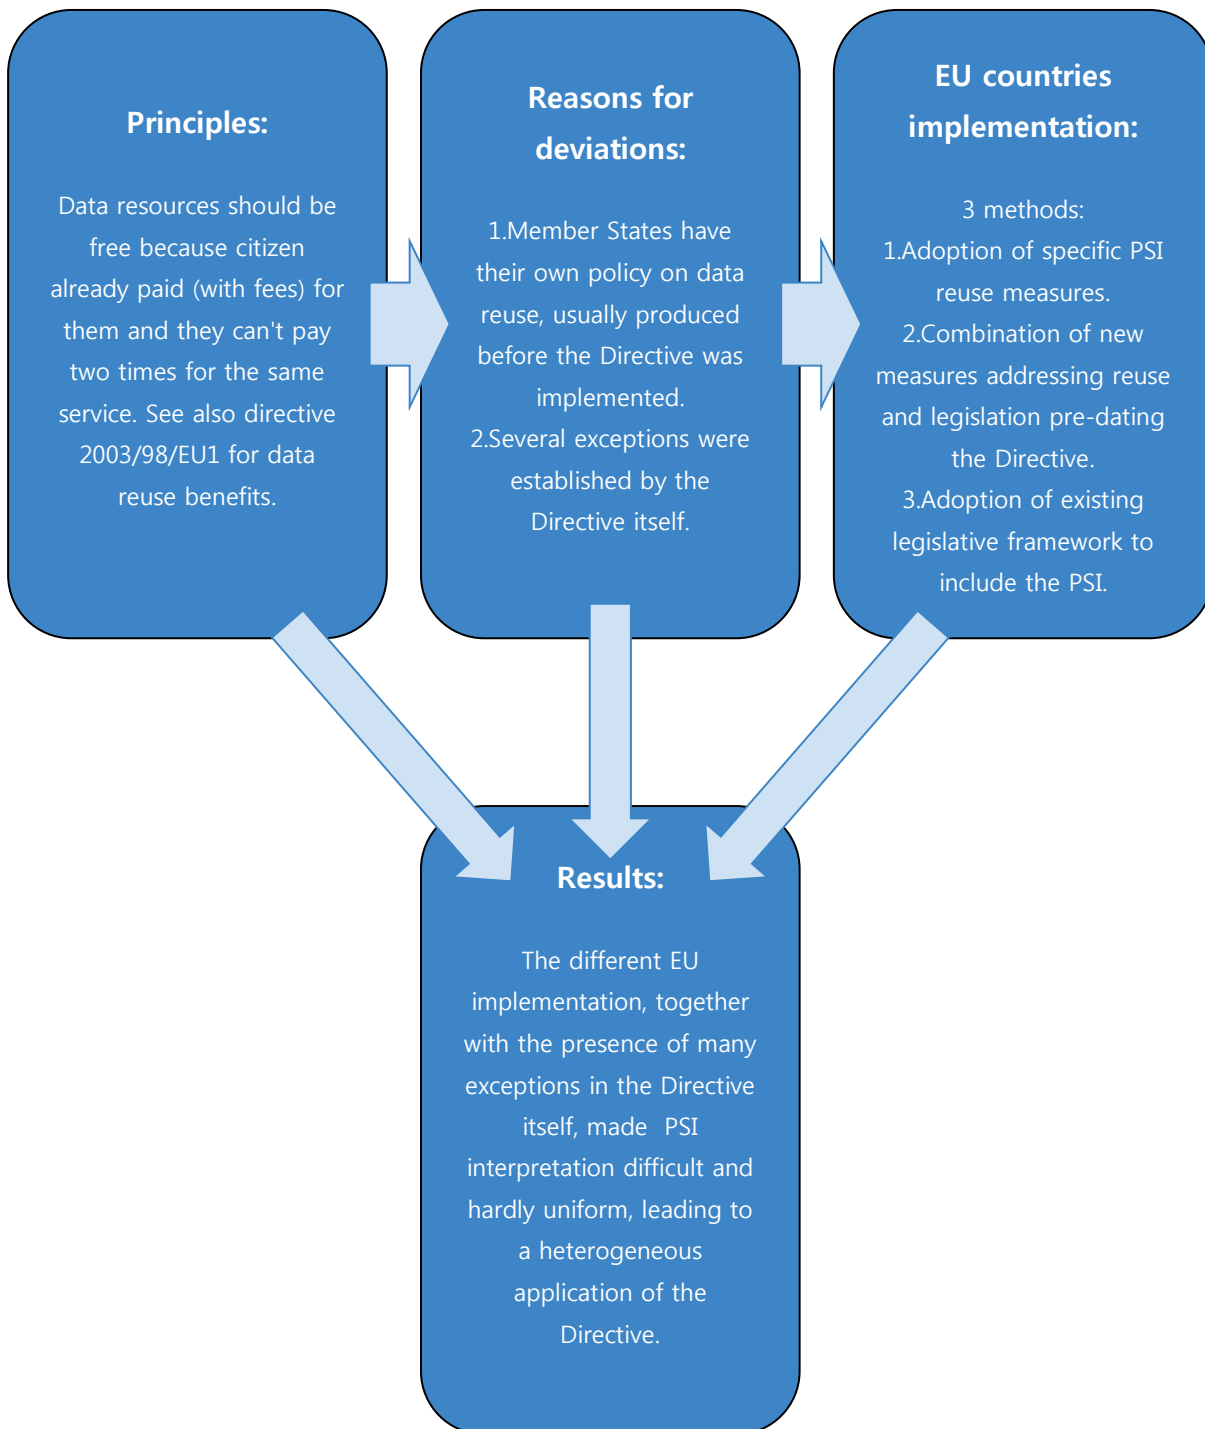 Principles:
Data resources should be
free because citizen
already paid (with fees) for
them and they can't pay
two times for the same
service. See also directive
2003/98/EU1 for data
reuse benefits.
Reasons for
deviations:
1.Member States have
their own policy on data
reuse, usually produced
before the Directive was
implemented.
2.Several exceptions were
established by the
Directive itself.
EU countries
implementation:
3 methods:
1.Adoption of specific PSI
reuse measures.
2.Combination of new
measures addressing reuse
and legislation pre-dating
the Directive.
3.Adoption of existing
legislative framework to
include the PSI.
Results:
The different EU
implementation, together
with the presence of many
exceptions in the Directive
itself, made  PSI
interpretation difficult and
hardly uniform, leading to
a heterogeneous
application of the
Directive.